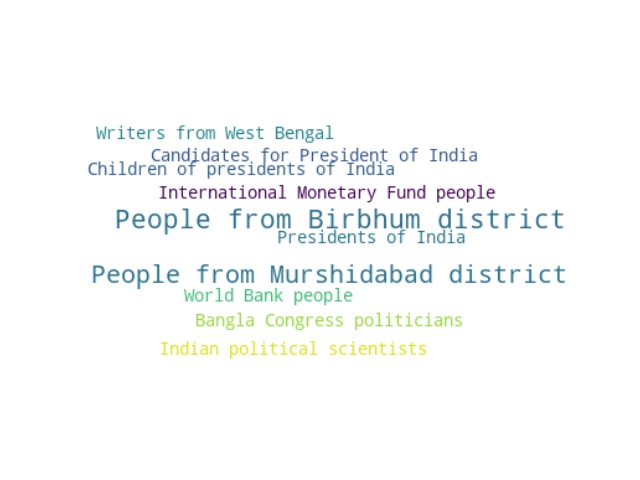 Writers from West Bengal
Candidates for President of India
Children of presidents of India
International Monetary Fund people
People from Birbhum district
Presidents of India
People from Murshidabad district
World Bank people
Bangla Congress politicians
Indian political scientists